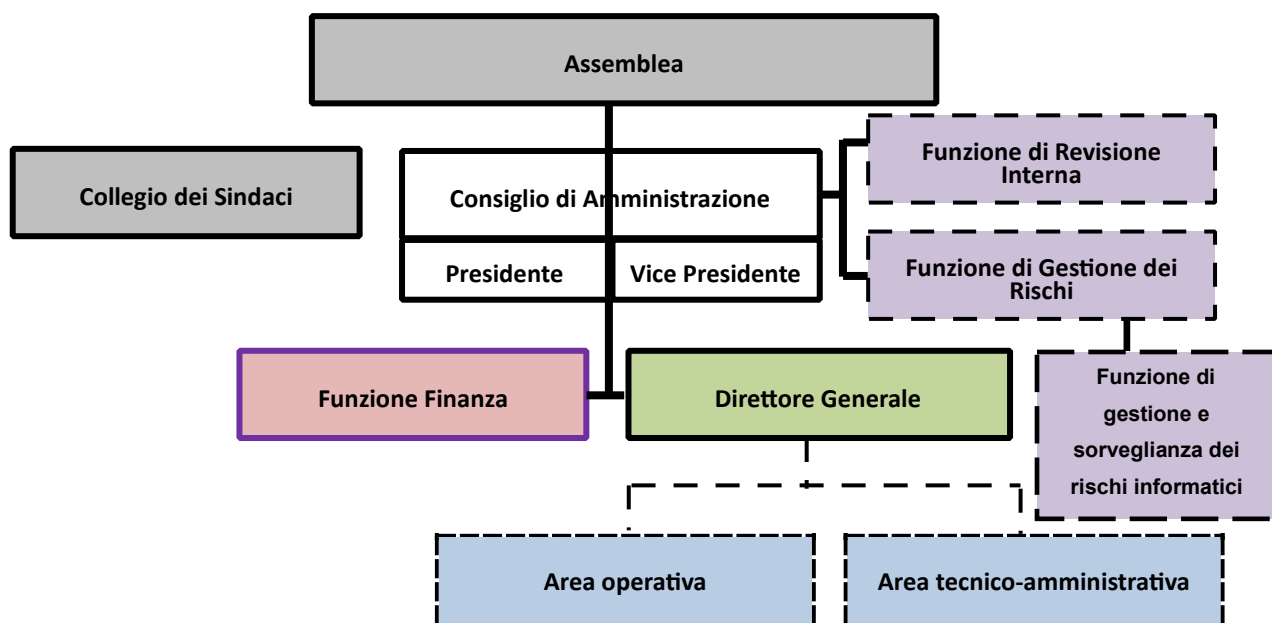 Assemblea
Funzione di Revisione
Interna
Collegio dei Sindaci
Consiglio di Amministrazione
Presidente
Vice Presidente
Funzione di Gestione dei
Rischi
Funzione Finanza
Direttore Generale
Funzione di
gestione e
sorveglianza dei
rischi informatici
Area operativa
Area tecnico-amministrativa